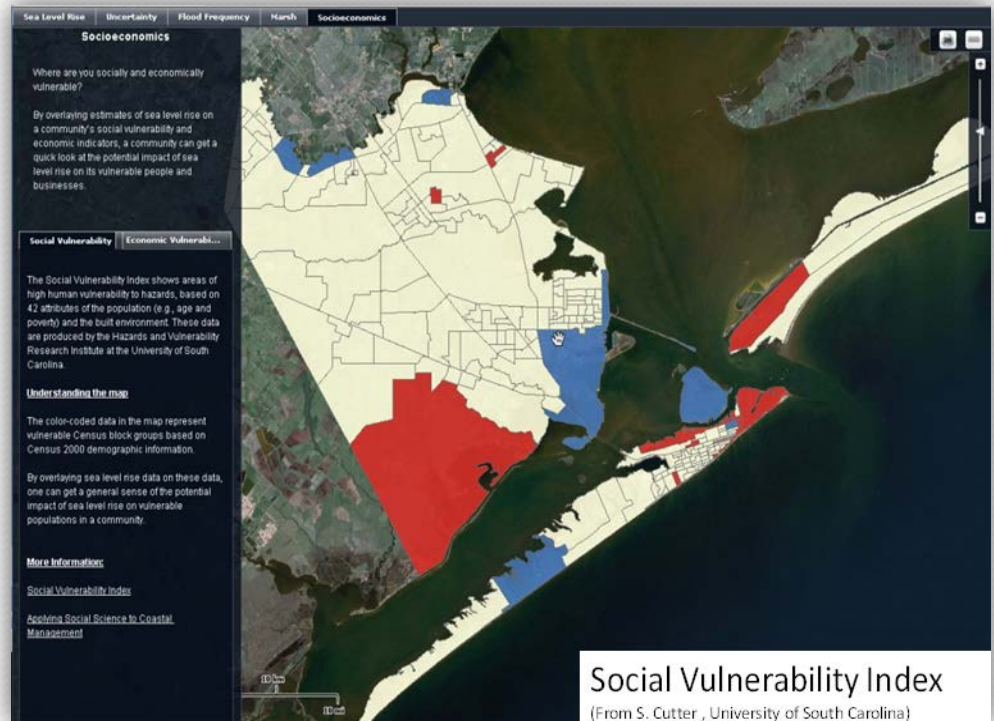 Sea Level Rise Uncertainty Flood Frequency Marsh Socioeconomics
Socioeconomics
Where are you socially and economically
vulnerable?
By overlaying estimates of sea level rise on
a community's social vulnerability and
economic indicators, a community can get a
quick look at the potential impact of sea
level rise on its vulnerable people and
businesses.
Social Vulnerability Economic Vulnerabi...
The Social Vulnerability Index shows areas of
high human vulnerability to hazards, based on
42 attributes of the population (e.g., age and
poverty) and the built environment. These data
are produced by the Hazards and Vulnerability
Research Institute at the University of South
Carolina.
Understanding the map
The color-coded data in the map represent
vulnerable Census block groups based on
Census 2000 demographic information.
By overlaying sea level rise data on these data,
one can get a general sense of the potential
impact of sea level rise on vulnerable
populations in a community.
More Information:
Social Vulnerability Index
Applying Social Science to Coastal
Management
10 km
10 mi
Social Vulnerability Index
(From S. Cutter , University of South Carolina)